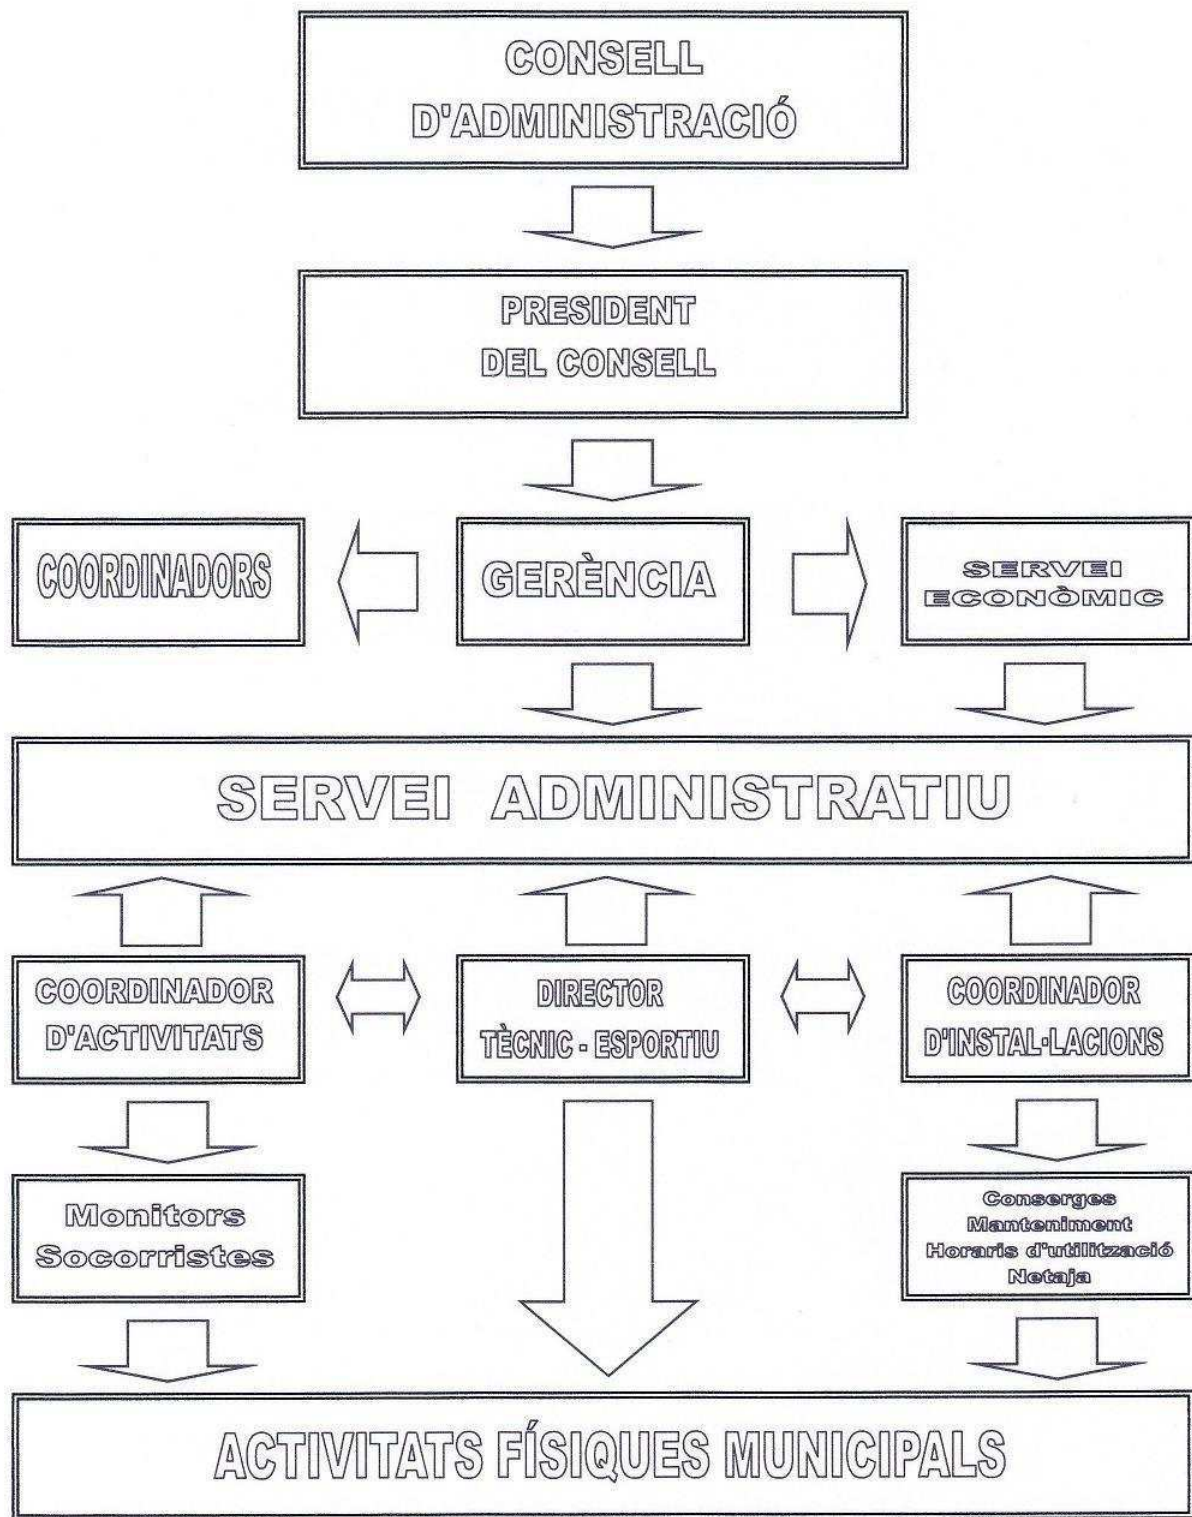 CONSELL
D'ADMINISTRACIÓ
PRESIDENT
DEL CONSELL
COORDINADORS
GERÈNCIA
SERVEI
ECONÒMIC
SERVEI ADMINISTRATIU
COORDINADOR
D'ACTIVITATS
DIRECTOR
TÈCNIC - ESPORTIU
COORDINADOR
D'INSTAL·LACIONS
Monitors
Socorristes
Conserges
Manteniment
Horaris d'utilització
Netaja
ACTIVITATS FÍSIQUES MUNICIPALS